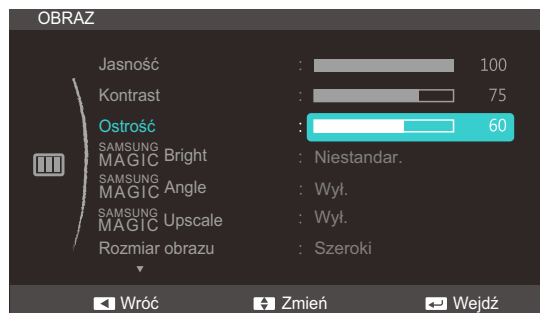 OBRAZ
Jasność : 100
Kontrast : 75
Ostrość : 60
SAMSUNG MAGIC Bright : Niestandar.
SAMSUNG MAGIC Angle : Wył.
SAMSUNG MAGIC Upscale : Wył.
Rozmiar obrazu : Szeroki
Wróć Zmień Wejdź